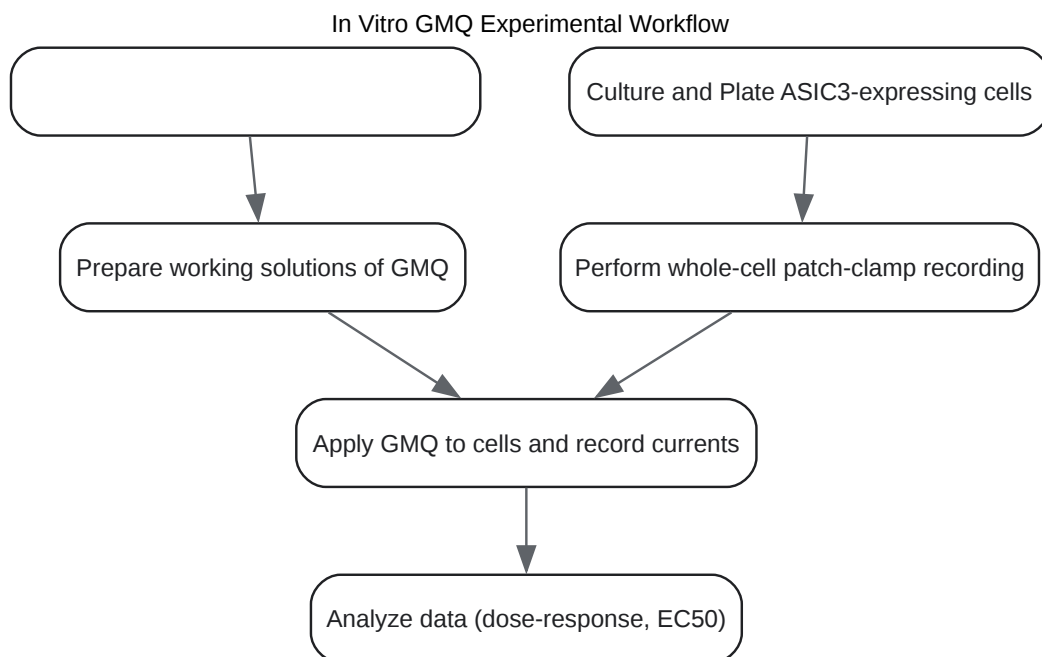 In Vitro GMQ Experimental Workflow
Culture and Plate ASIC3-expressing cells
Prepare working solutions of GMQ
Perform whole-cell patch-clamp recording
Apply GMQ to cells and record currents
Analyze data (dose-response, EC50)